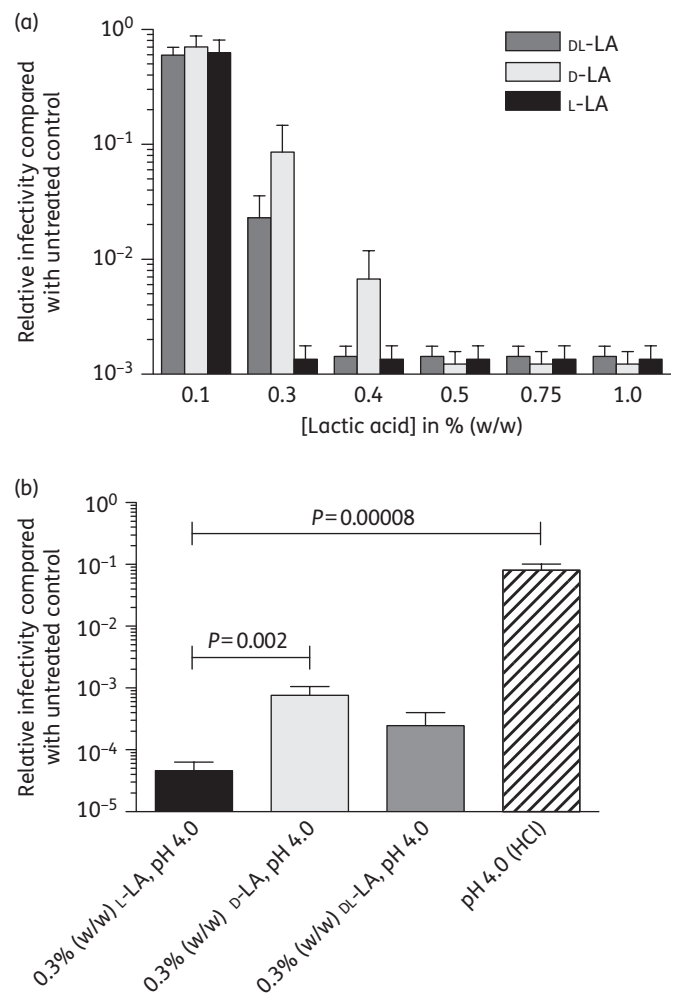 (a)
Relative infectivity compared
with untreated control
10⁰
10⁻¹
10⁻²
10⁻³
DL-LA
D-LA
L-LA
0.1 0.3 0.4 0.5 0.75 1.0
[Lactic acid] in % (w/w)
(b)
Relative infectivity compared
with untreated control
10⁰
10⁻¹
10⁻²
10⁻³
10⁻⁴
10⁻⁵
P=0.00008
P=0.002
0.3% (w/w) L-LA, pH 4.0
0.3% (w/w) D-LA, pH 4.0
0.3% (w/w) DL-LA, pH 4.0
pH 4.0 (HCl)